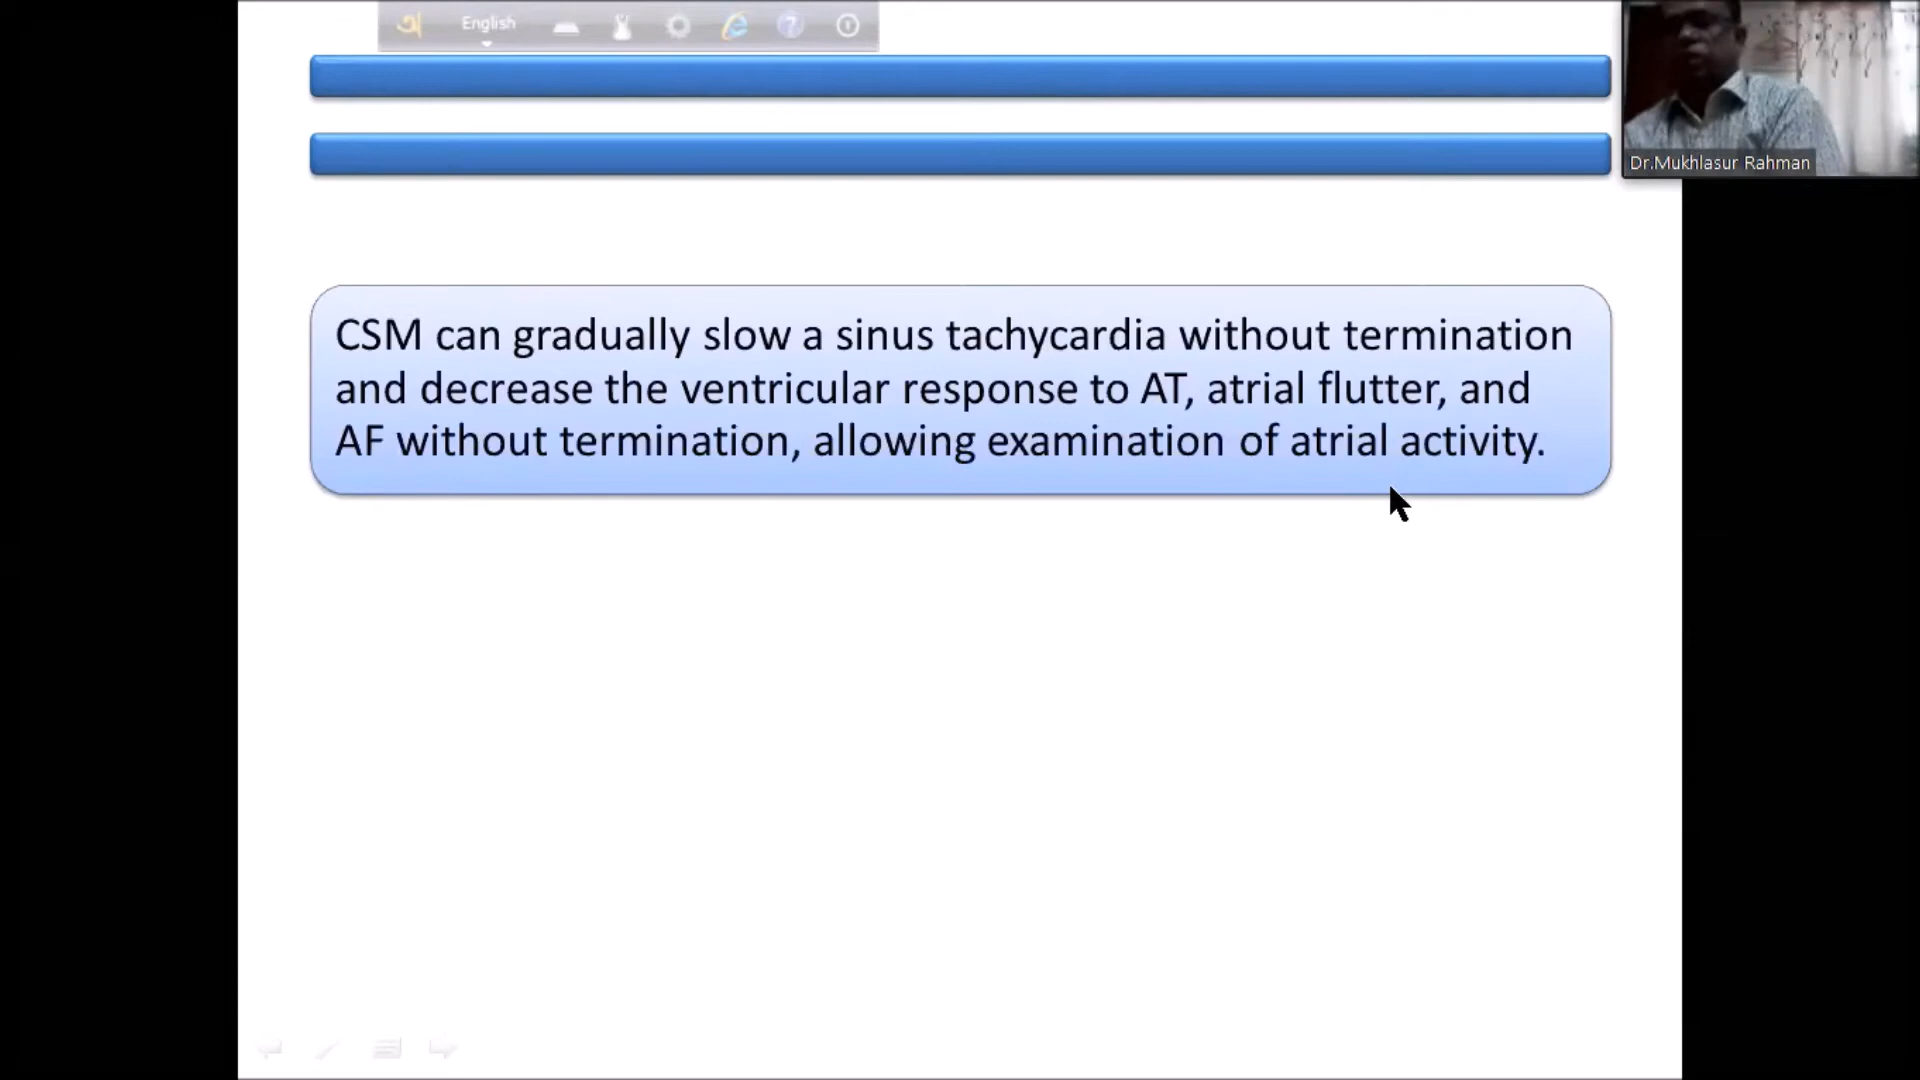 অ English
Dr.Mukhlasur Rahman
CSM can gradually slow a sinus tachycardia without termination
and decrease the ventricular response to AT, atrial flutter, and
AF without termination, allowing examination of atrial activity.